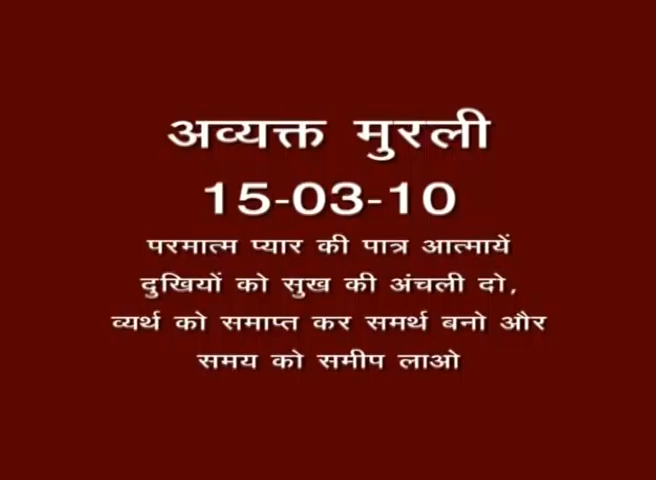 अव्यक्त मुरली
15-03-10
परमात्म प्यार की पात्र आत्मायें
दुखियों को सुख की अंचली दो,
व्यर्थ को समाप्त कर समर्थ बनो और
समय को समीप लाओ